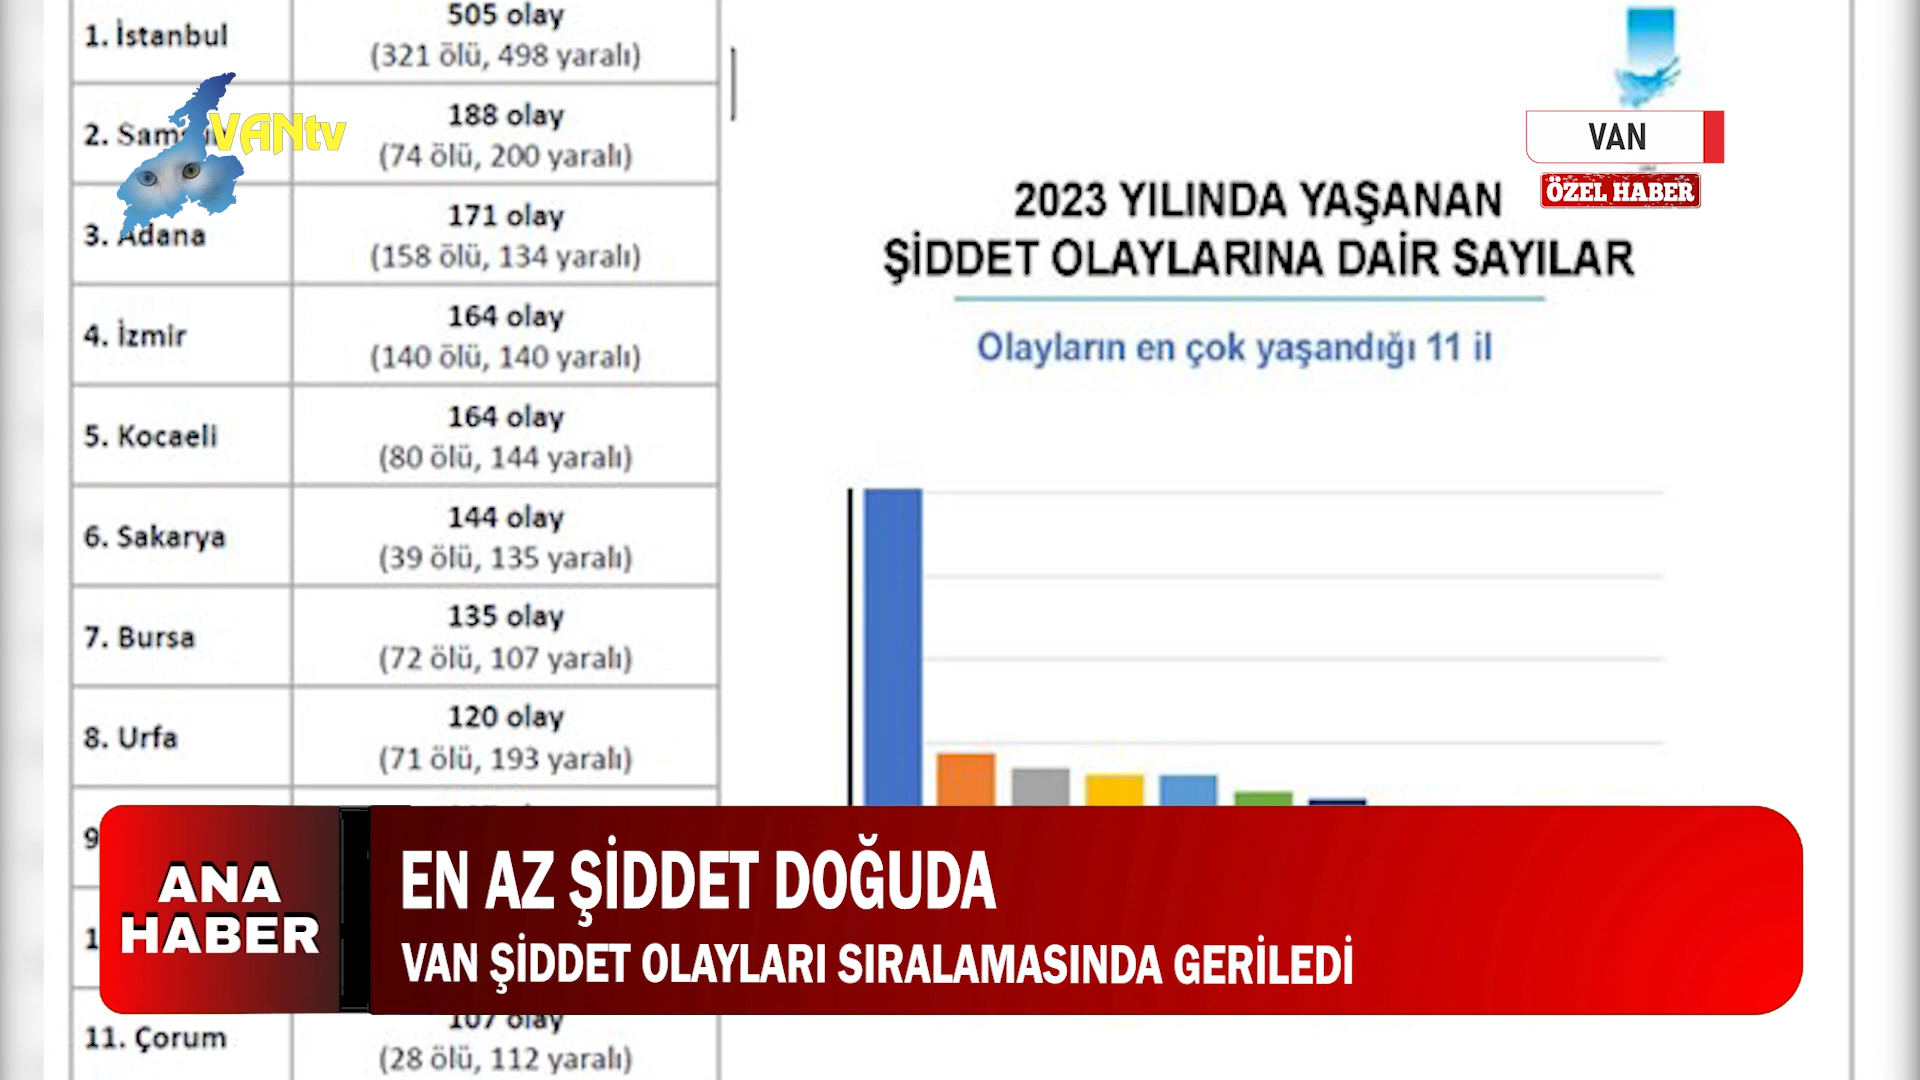 1. İstanbul
505 olay
(321 ölü, 498 yaralı)
188 olay
(74 ölü, 200 yaralı)
2.
VANtv
3. Adana
171 olay
(158 ölü, 134 yaralı)
4. İzmir
164 olay
(140 ölü, 140 yaralı)
5. Kocaeli
164 olay
(80 ölü, 144 yaralı)
6. Sakarya
144 olay
(39 ölü, 135 yaralı)
7. Bursa
135 olay
(72 ölü, 107 yaralı)
8. Urfa
120 olay
(71 ölü, 193 yaralı)
9
1
11. Çorum
107 olay
(28 ölü, 112 yaralı)
VAN
ÖZEL HABER
2023 YILINDA YAŞANAN
ŞİDDET OLAYLARINA DAİR SAYILAR
Olayların en çok yaşandığı 11 il
ANA
HABER
EN AZ ŞİDDET DOĞUDA
VAN ŞİDDET OLAYLARI SIRALAMASINDA GERİLEDİ